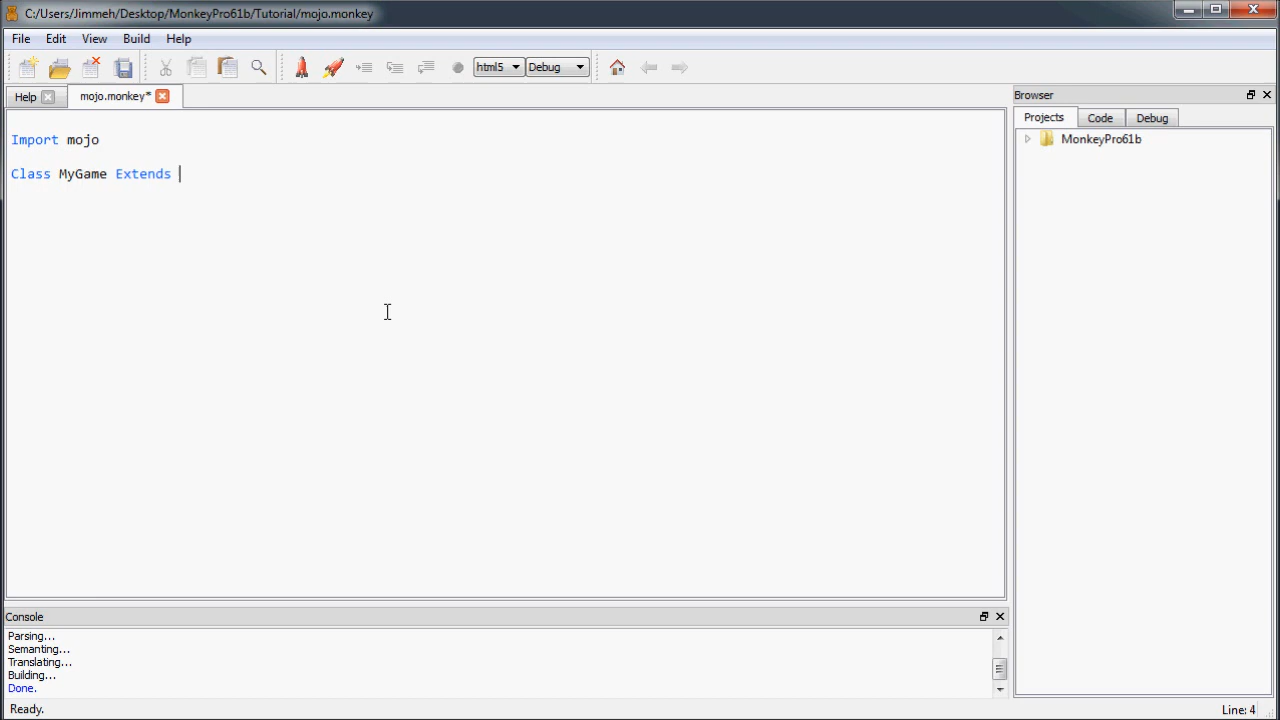 C:/Users/Jimmeh/Desktop/MonkeyPro61b/Tutorial/mojo.monkey
File Edit View Build Help
html5 Debug
Help mojo.monkey*
Import mojo
Class MyGame Extends
Browser
Projects Code Debug
MonkeyPro61b
Console
Parsing...
Semanting...
Translating...
Building...
Done.
Ready. Line: 4